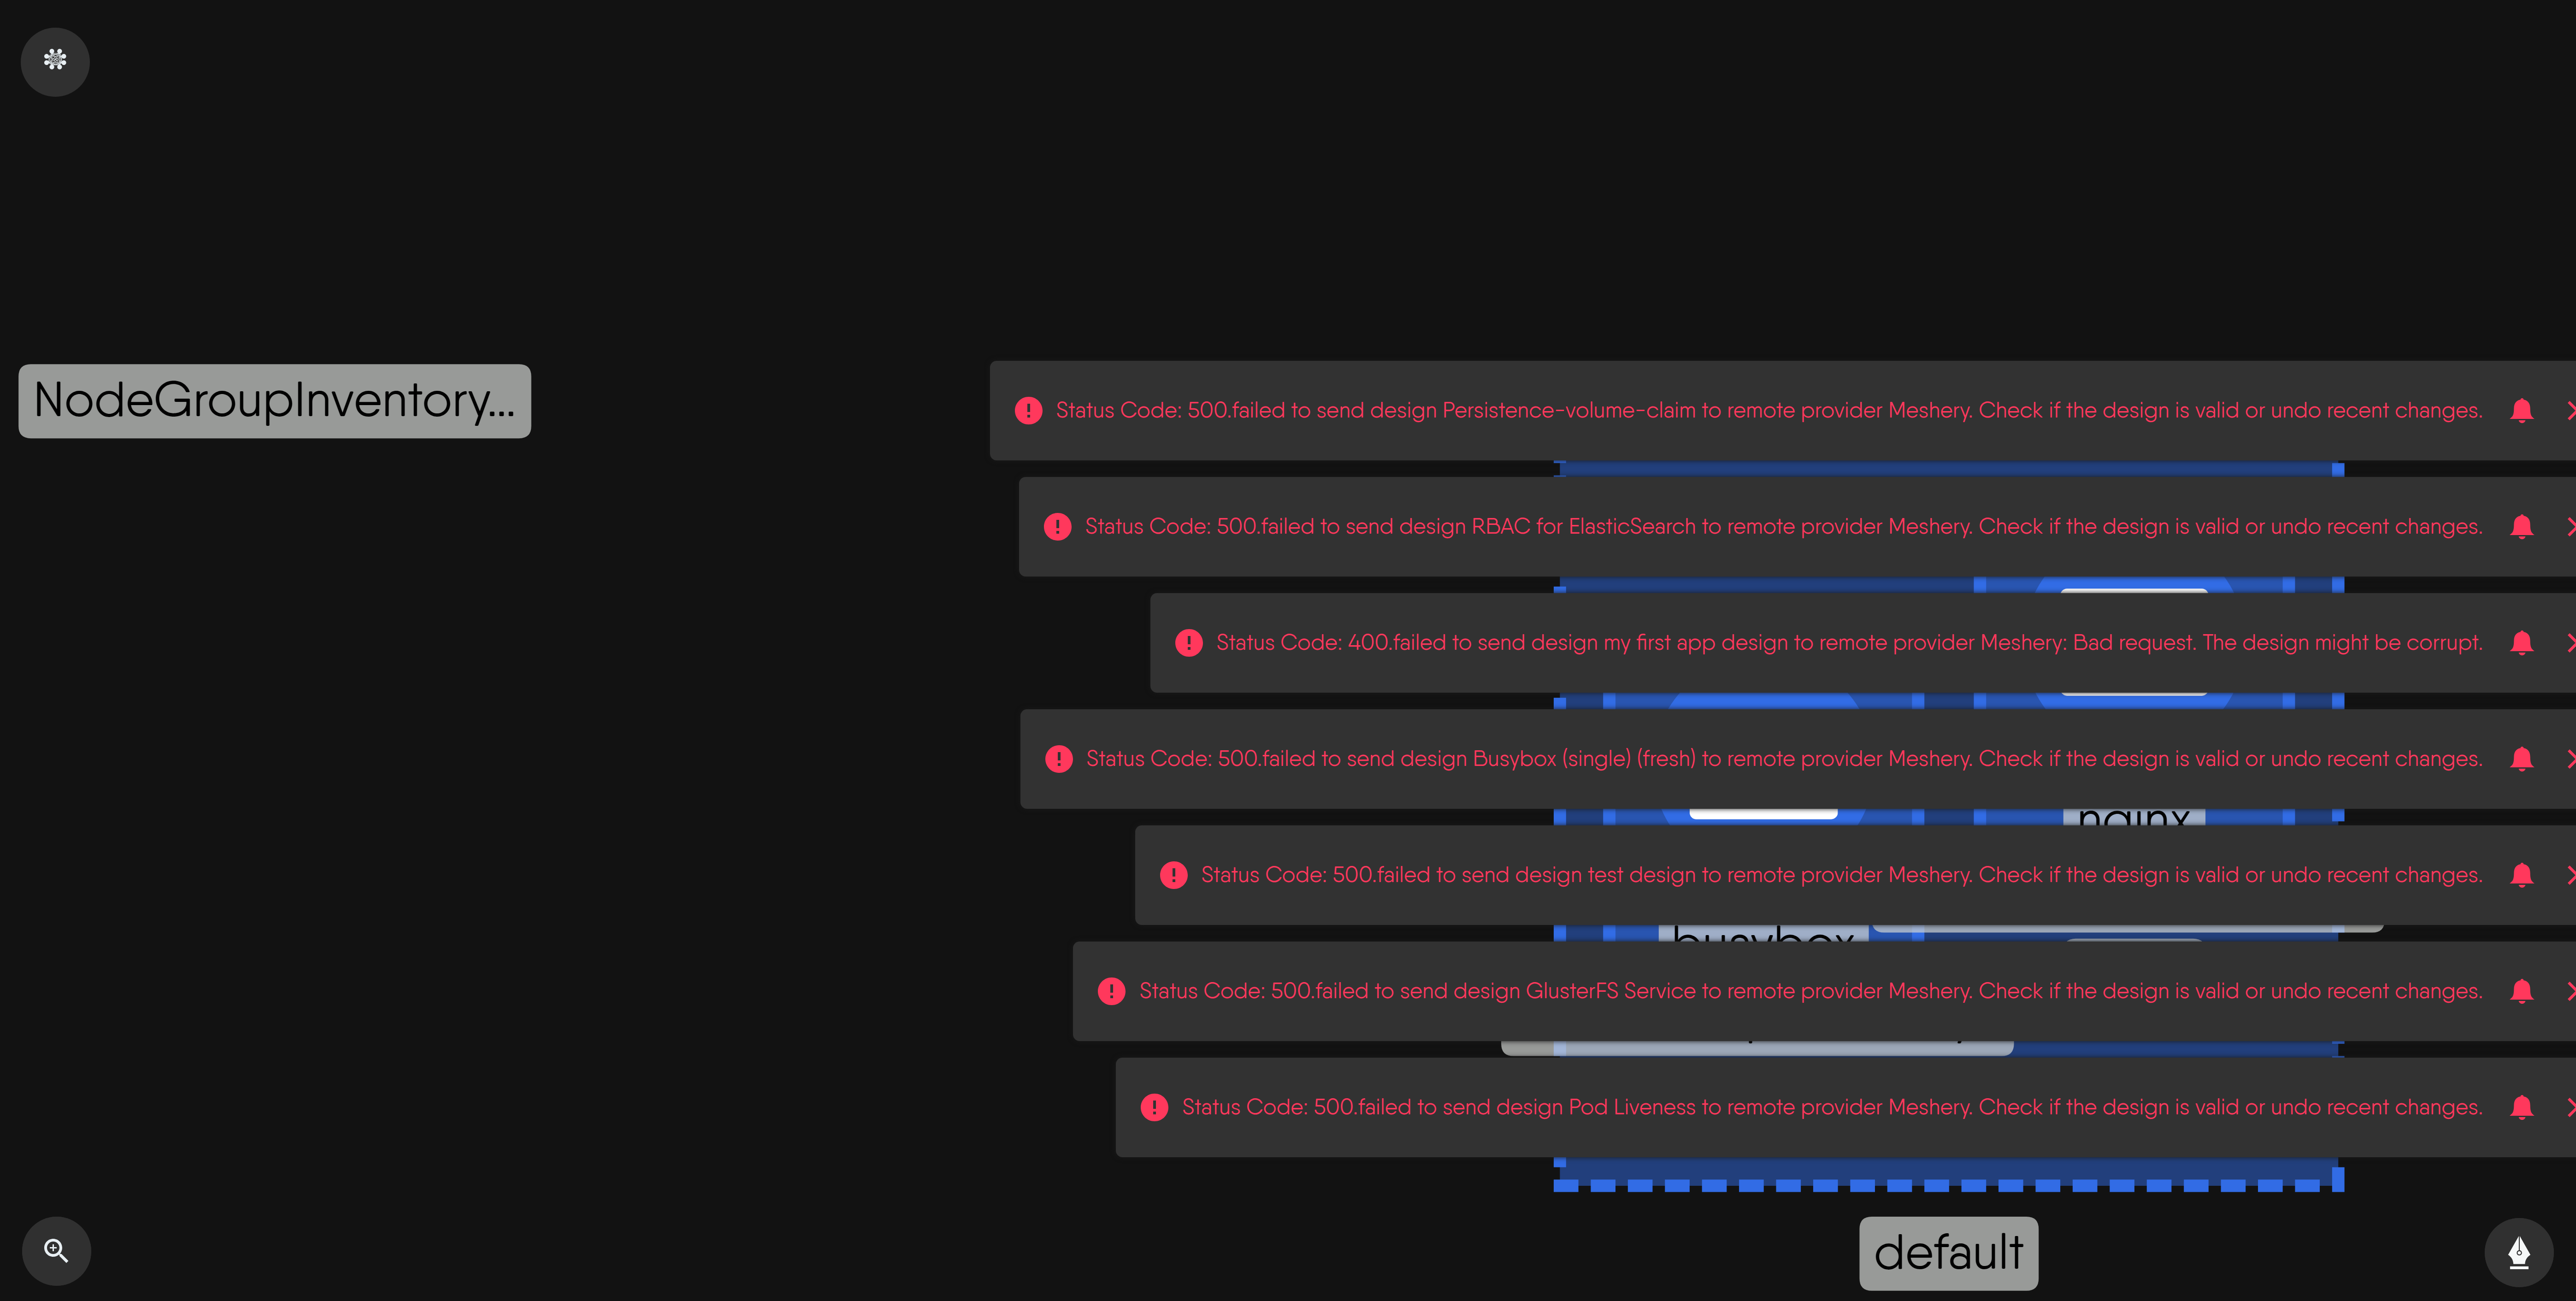 NodeGroupInventory...
Status Code: 500.failed to send design Persistence-volume-claim to remote provider Meshery. Check if the design is valid or undo recent changes.
Status Code: 500.failed to send design RBAC for ElasticSearch to remote provider Meshery. Check if the design is valid or undo recent changes.
Status Code: 400.failed to send design my first app design to remote provider Meshery: Bad request. The design might be corrupt.
Status Code: 500.failed to send design Busybox (single) (fresh) to remote provider Meshery. Check if the design is valid or undo recent changes.
nginx
Status Code: 500.failed to send design test design to remote provider Meshery. Check if the design is valid or undo recent changes.
busybox
Status Code: 500.failed to send design GlusterFS Service to remote provider Meshery. Check if the design is valid or undo recent changes.
Status Code: 500.failed to send design Pod Liveness to remote provider Meshery. Check if the design is valid or undo recent changes.
default